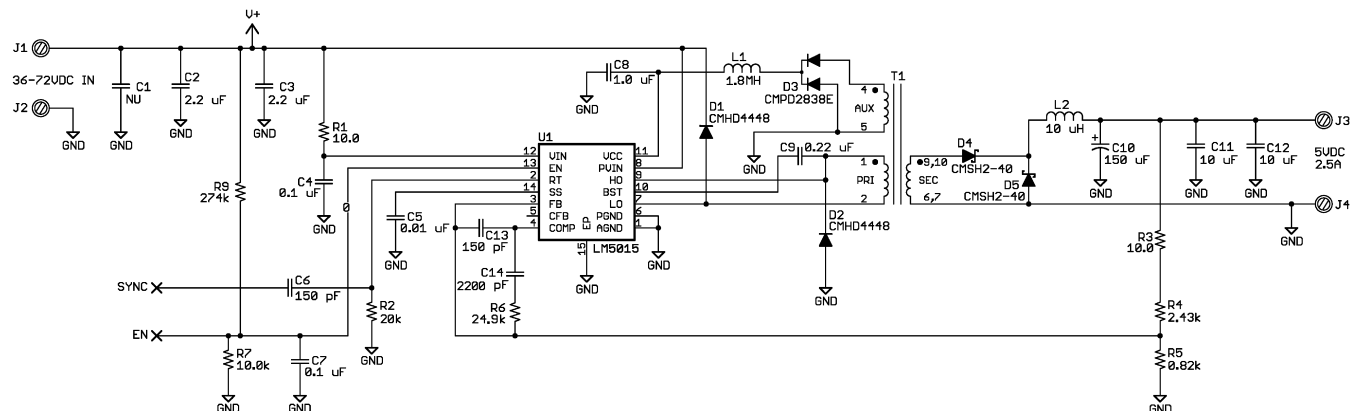 V+
J1
36-72VDC IN
J2
GND
C1
NU
C2
2.2 uF
GND
C3
2.2 uF
GND
R9
274k
R1
10.0
C4
0.1 uF
GND
C8
1.0 uF
GND
L1
1.8MH
D3
CMPD2838E
GND
T1
4
AUX
5
1
PRI
2
9,10
SEC
6,7
D1
CMHD4448
C9
0.22 uF
D2
CMHD4448
GND
U1
12 VIN VCC 11
13 EN PVIN 8
2 RT HO 9
14 SS BST 10
3 FB LO 7
5 CFB PGND 6
4 COMP AGND 1
EP
15
LM5015
GND
GND
0
C5
0.01 uF
GND
C13
150 pF
C14
2200 pF
R6
24.9k
D4
CMSH2-40
D5
CMSH2-40
L2
10 uH
C10
+
150 uF
GND
C11
10 uF
GND
C12
10 uF
GND
J3
5VDC
2.5A
J4
GND
R3
10.0
R4
2.43k
R5
0.82k
GND
SYNC
C6
150 pF
R2
20k
GND
EN
R7
10.0k
GND
C7
0.1 uF
GND